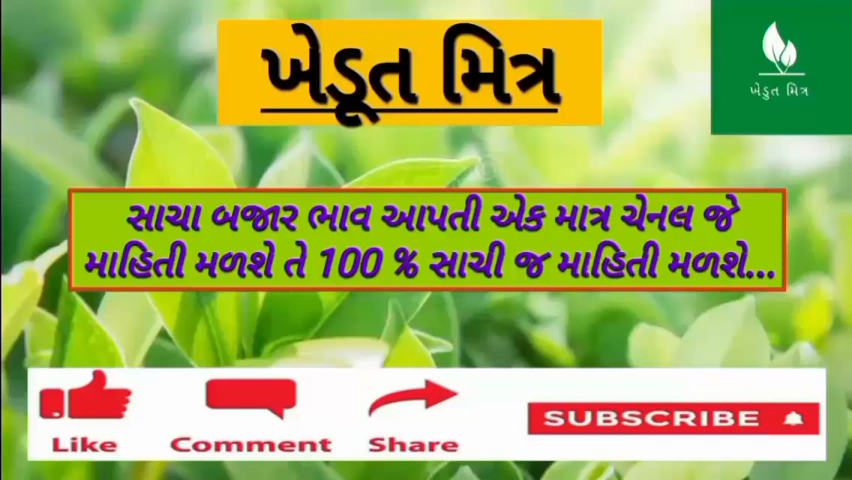 ખેડૂત મિત્ર
ખેડુત મિત્ર
સાચા બજાર ભાવ આપતી એક માત્ર ચેનલ જે
માહિતી મળશે તે 100 % સાચી જ માહિતી મળશે...
Like Comment Share
SUBSCRIBE